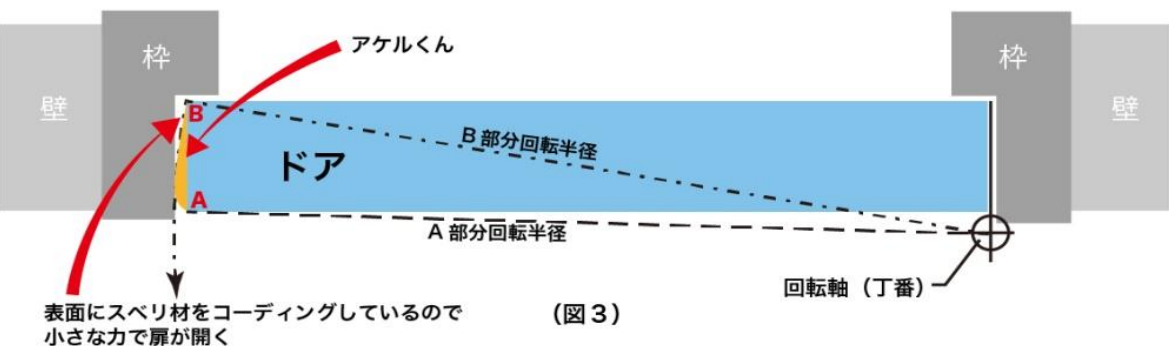 アケルくん
枠
枠
壁
壁
B
B部分回転半径
ドア
A
A部分回転半径
回転軸（丁番）
表面にスベリ材をコーディングしているので
小さな力で扉が開く
（図３）